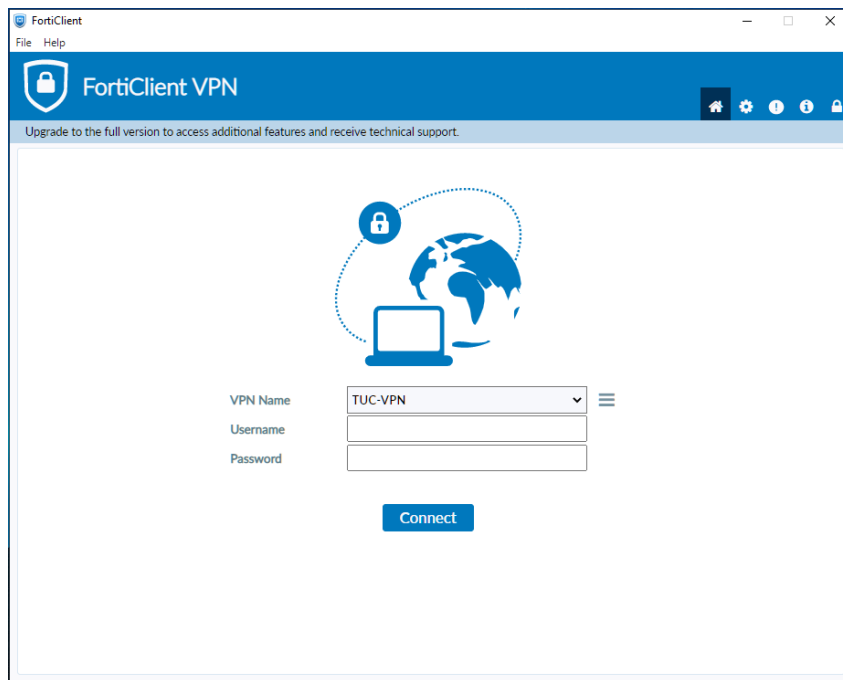 FortiClient
File Help
FortiClient VPN
Upgrade to the full version to access additional features and receive technical support.
VPN Name TUC-VPN
Username
Password
Connect